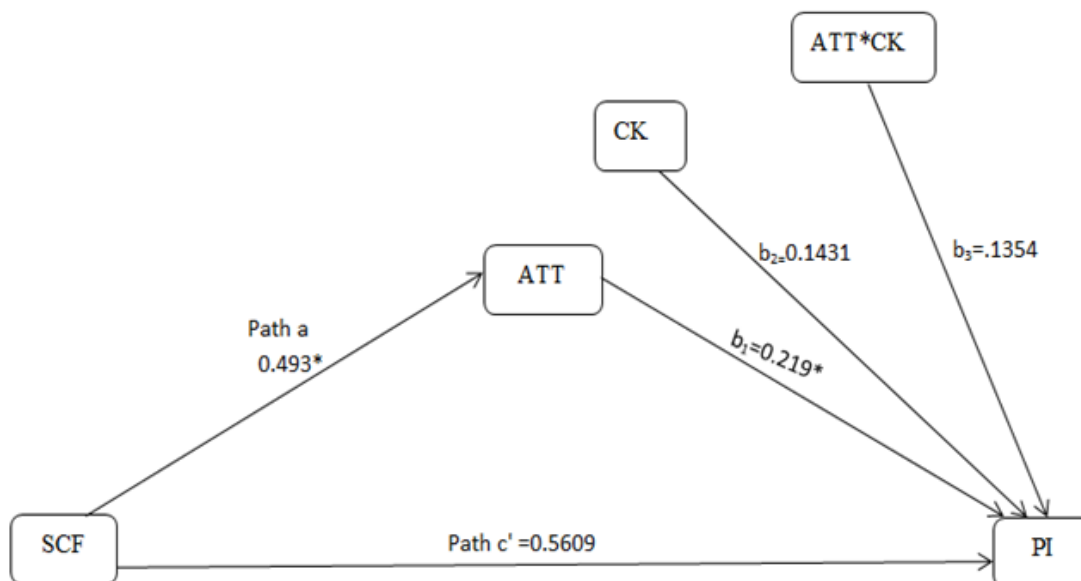 ATT*CK
CK
b₂=0.1431
b₃=.1354
ATT
Path a
0.493*
b₁=0.219*
SCF
Path c' =0.5609
PI